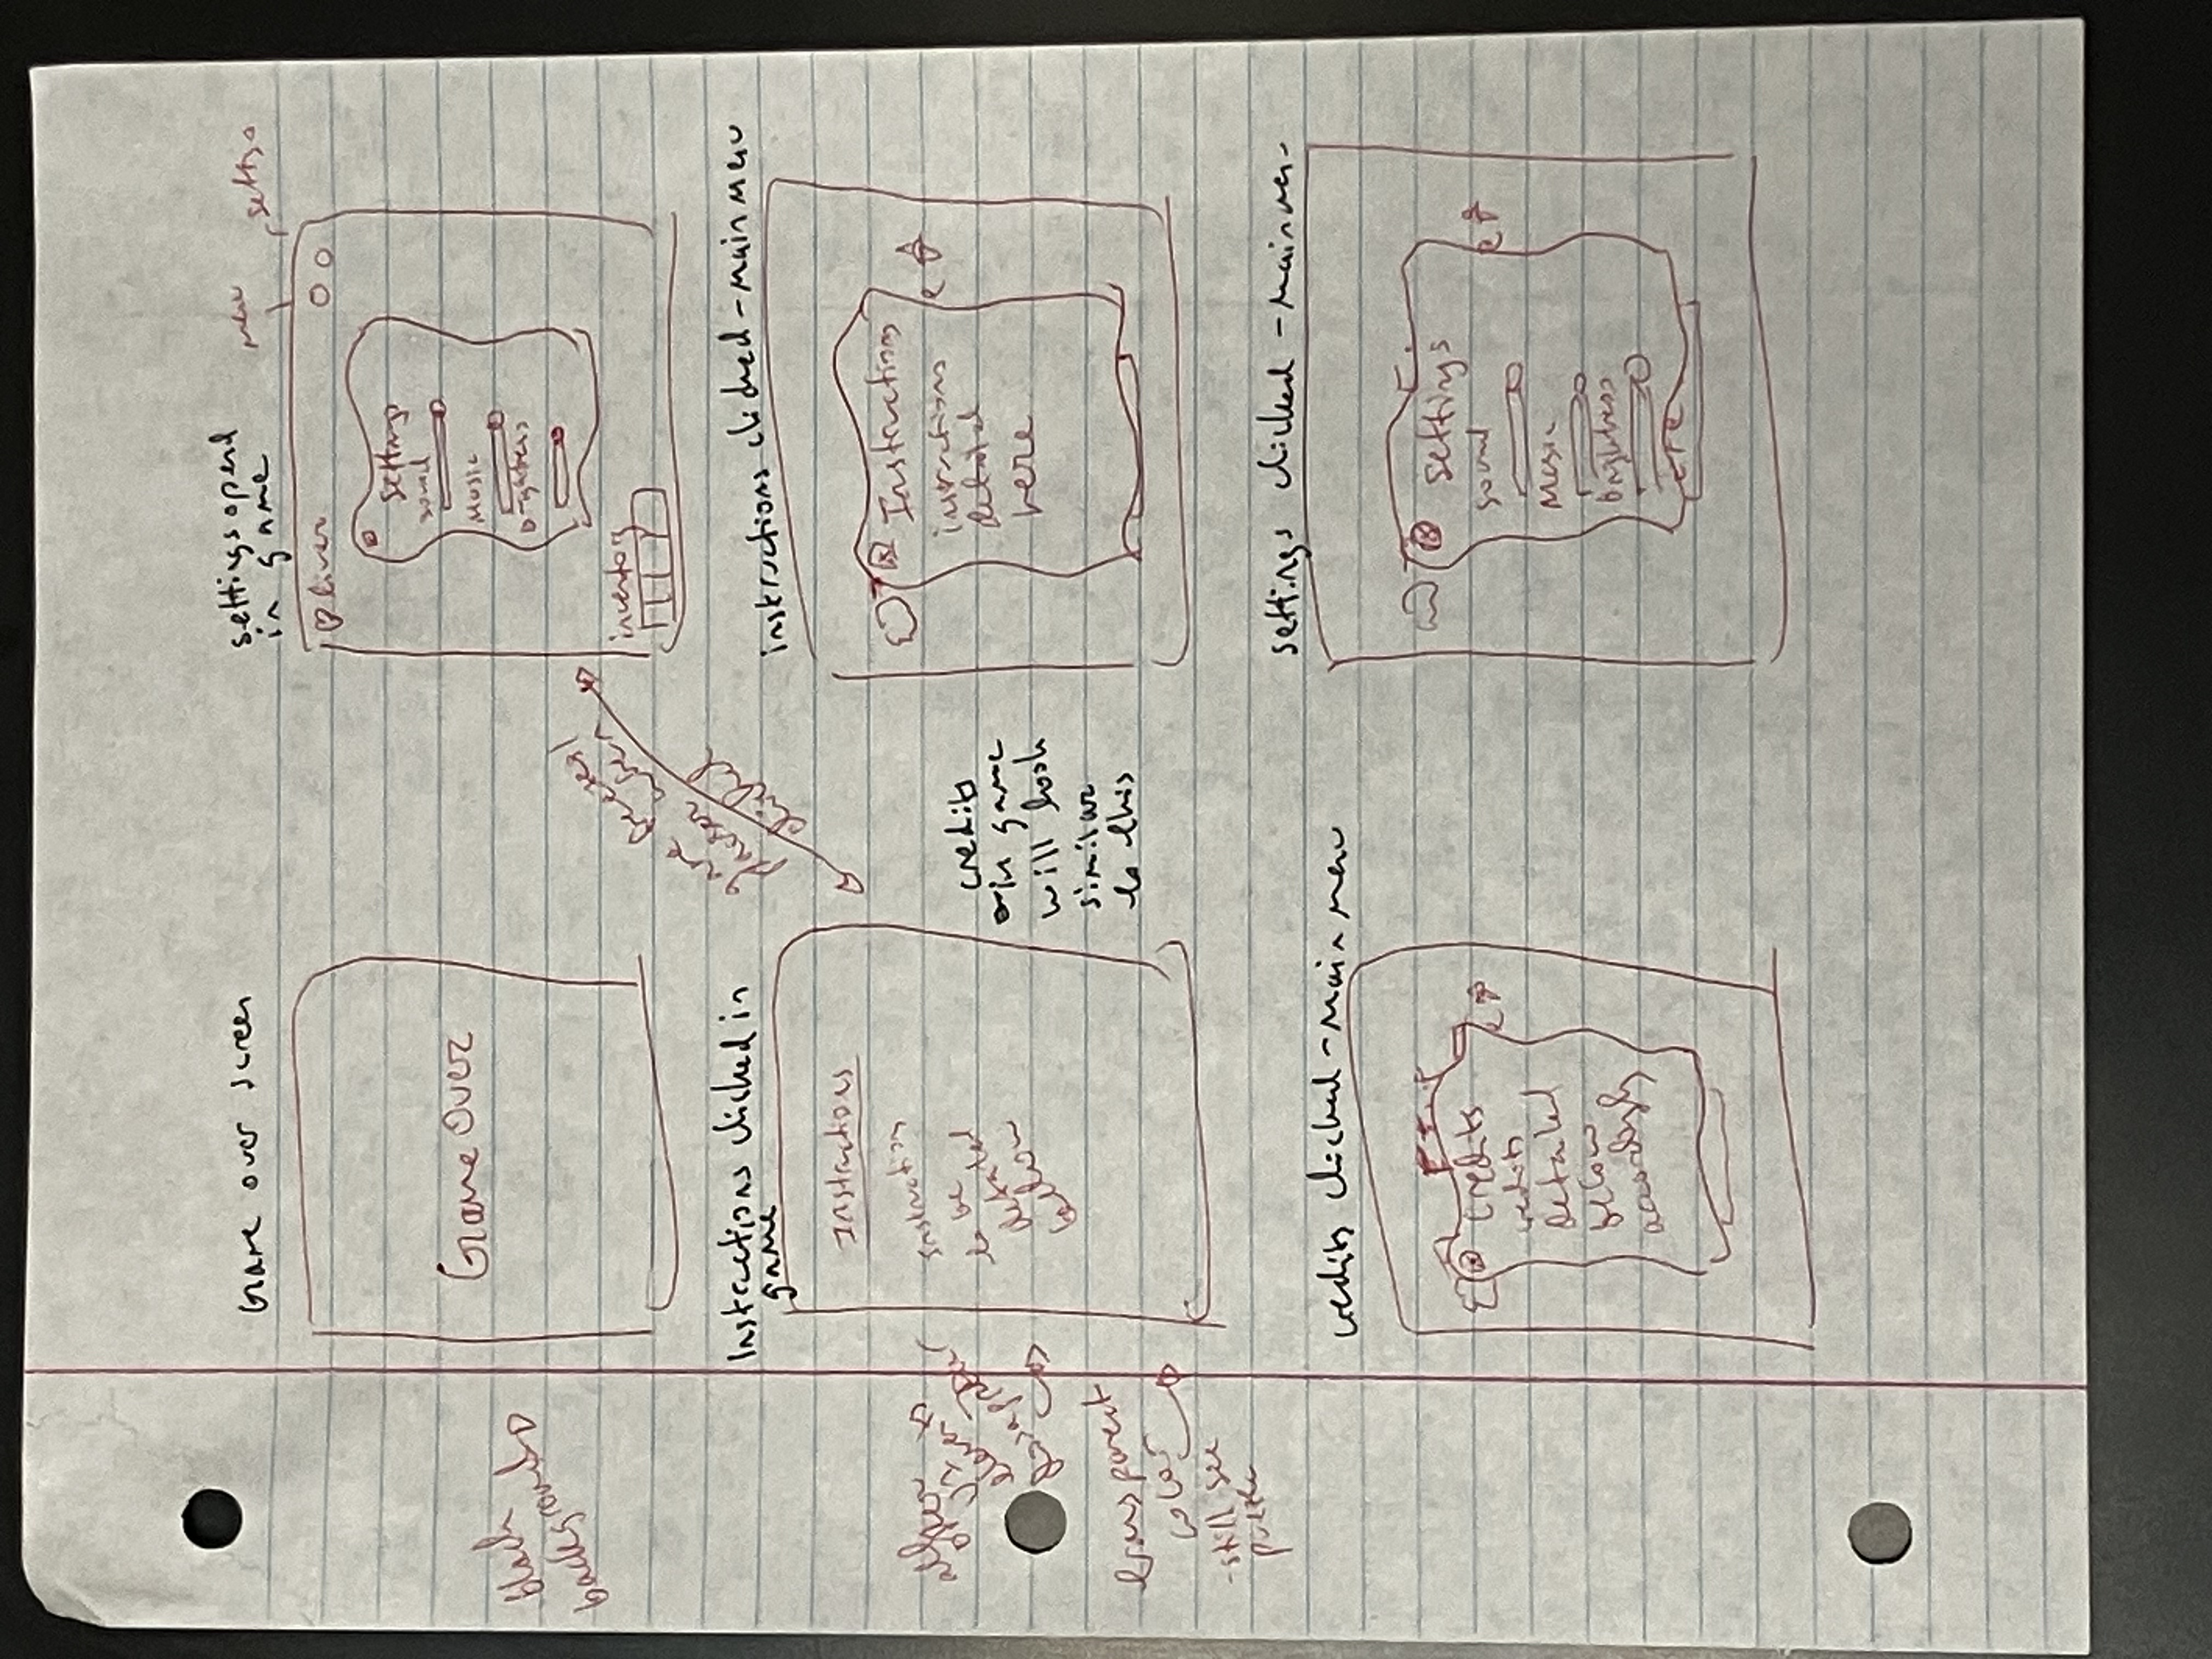 Game over screen
Game Over
black
background
settings opend
in game
menu
settings
lives
Settings
sound
Music
Brightness
inventory
game freezes/
pauses when
clicked
Instructions clicked in
game
Instructions
Instructions
to be
detailed
below
all
other
UI
elements
dissappear
transparent
color
-still see
puzzle
credits
in game
will look
similar
to this
instructions clicked - main menu
Instructions
instructions
detailed
here
credits clicked - main menu
Credits
credits
detailed
below
accordingly
settings clicked - main menu
Settings
sound
Music
brightness